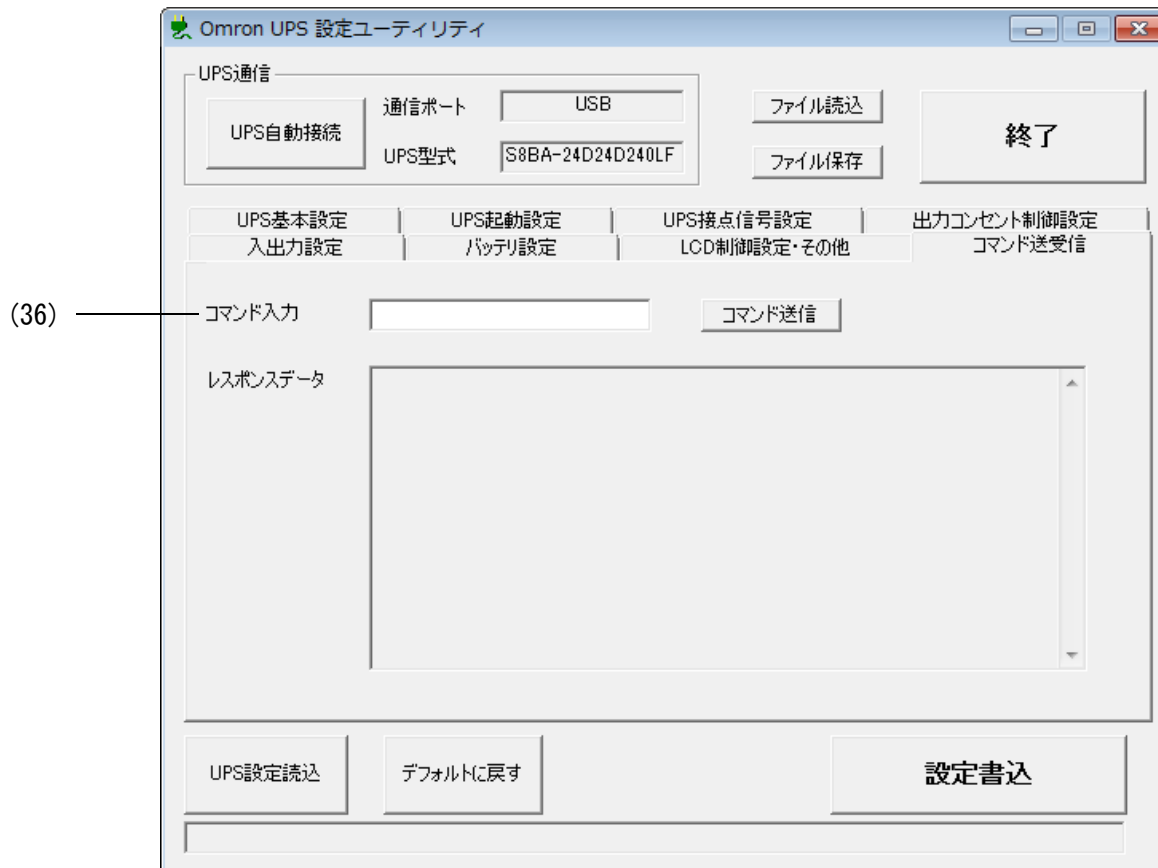 Omron UPS 設定ユーティリティ
UPS通信
UPS自動接続
通信ポート
USB
UPS型式
S8BA-24D24D240LF
ファイル読込
ファイル保存
終了
UPS基本設定
UPS起動設定
UPS接点信号設定
出力コンセント制御設定
入出力設定
バッテリ設定
LCD制御設定・その他
コマンド送受信
(36)
コマンド入力
コマンド送信
レスポンスデータ
UPS設定読込
デフォルトに戻す
設定書込